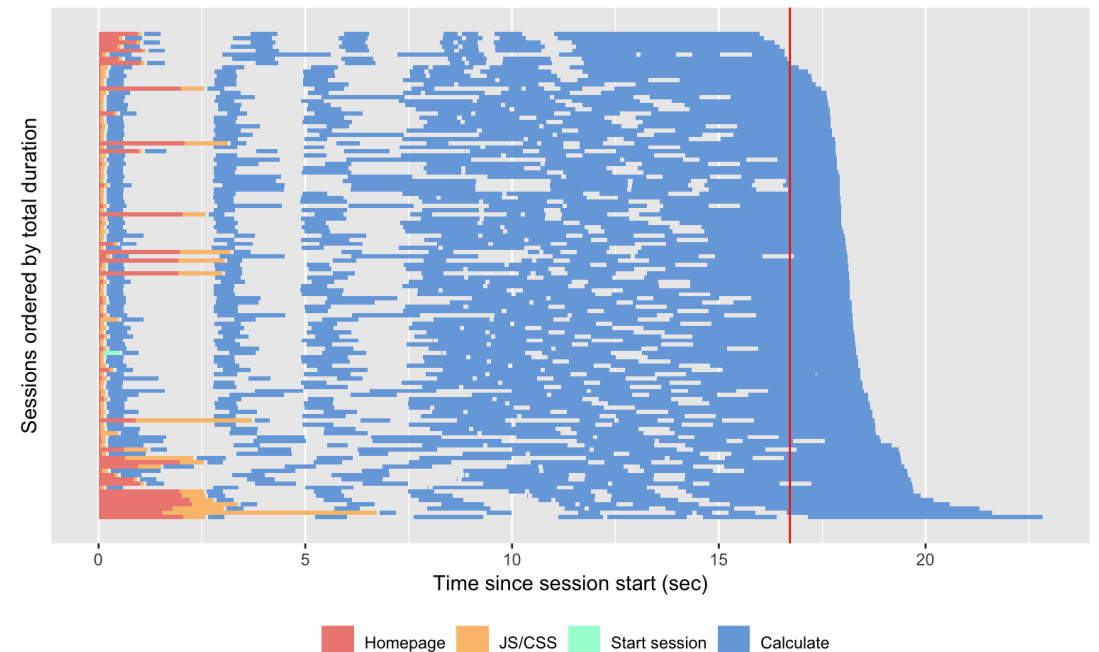 Sessions ordered by total duration
0 5 10 15 20
Time since session start (sec)
Homepage JS/CSS Start session Calculate